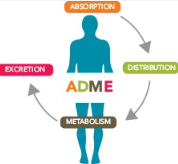 ABSORPTION
DISTRIBUTION
EXCRETION
ADME
METABOLISM